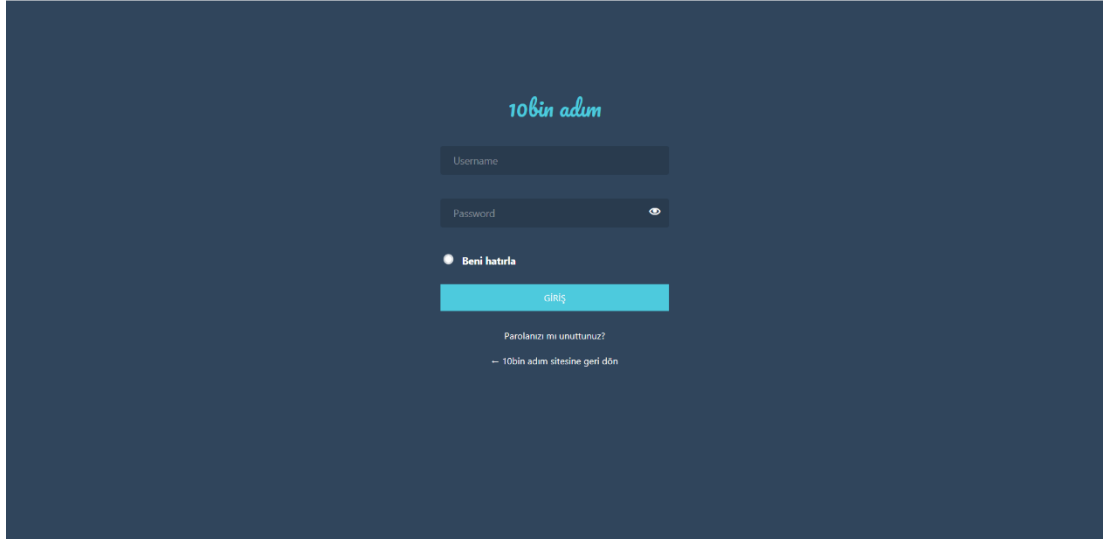 10bin adım
Username
Password
Beni hatırla
GİRİŞ
Parolanızı mı unuttunuz?
← 10bin adım sitesine geri dön